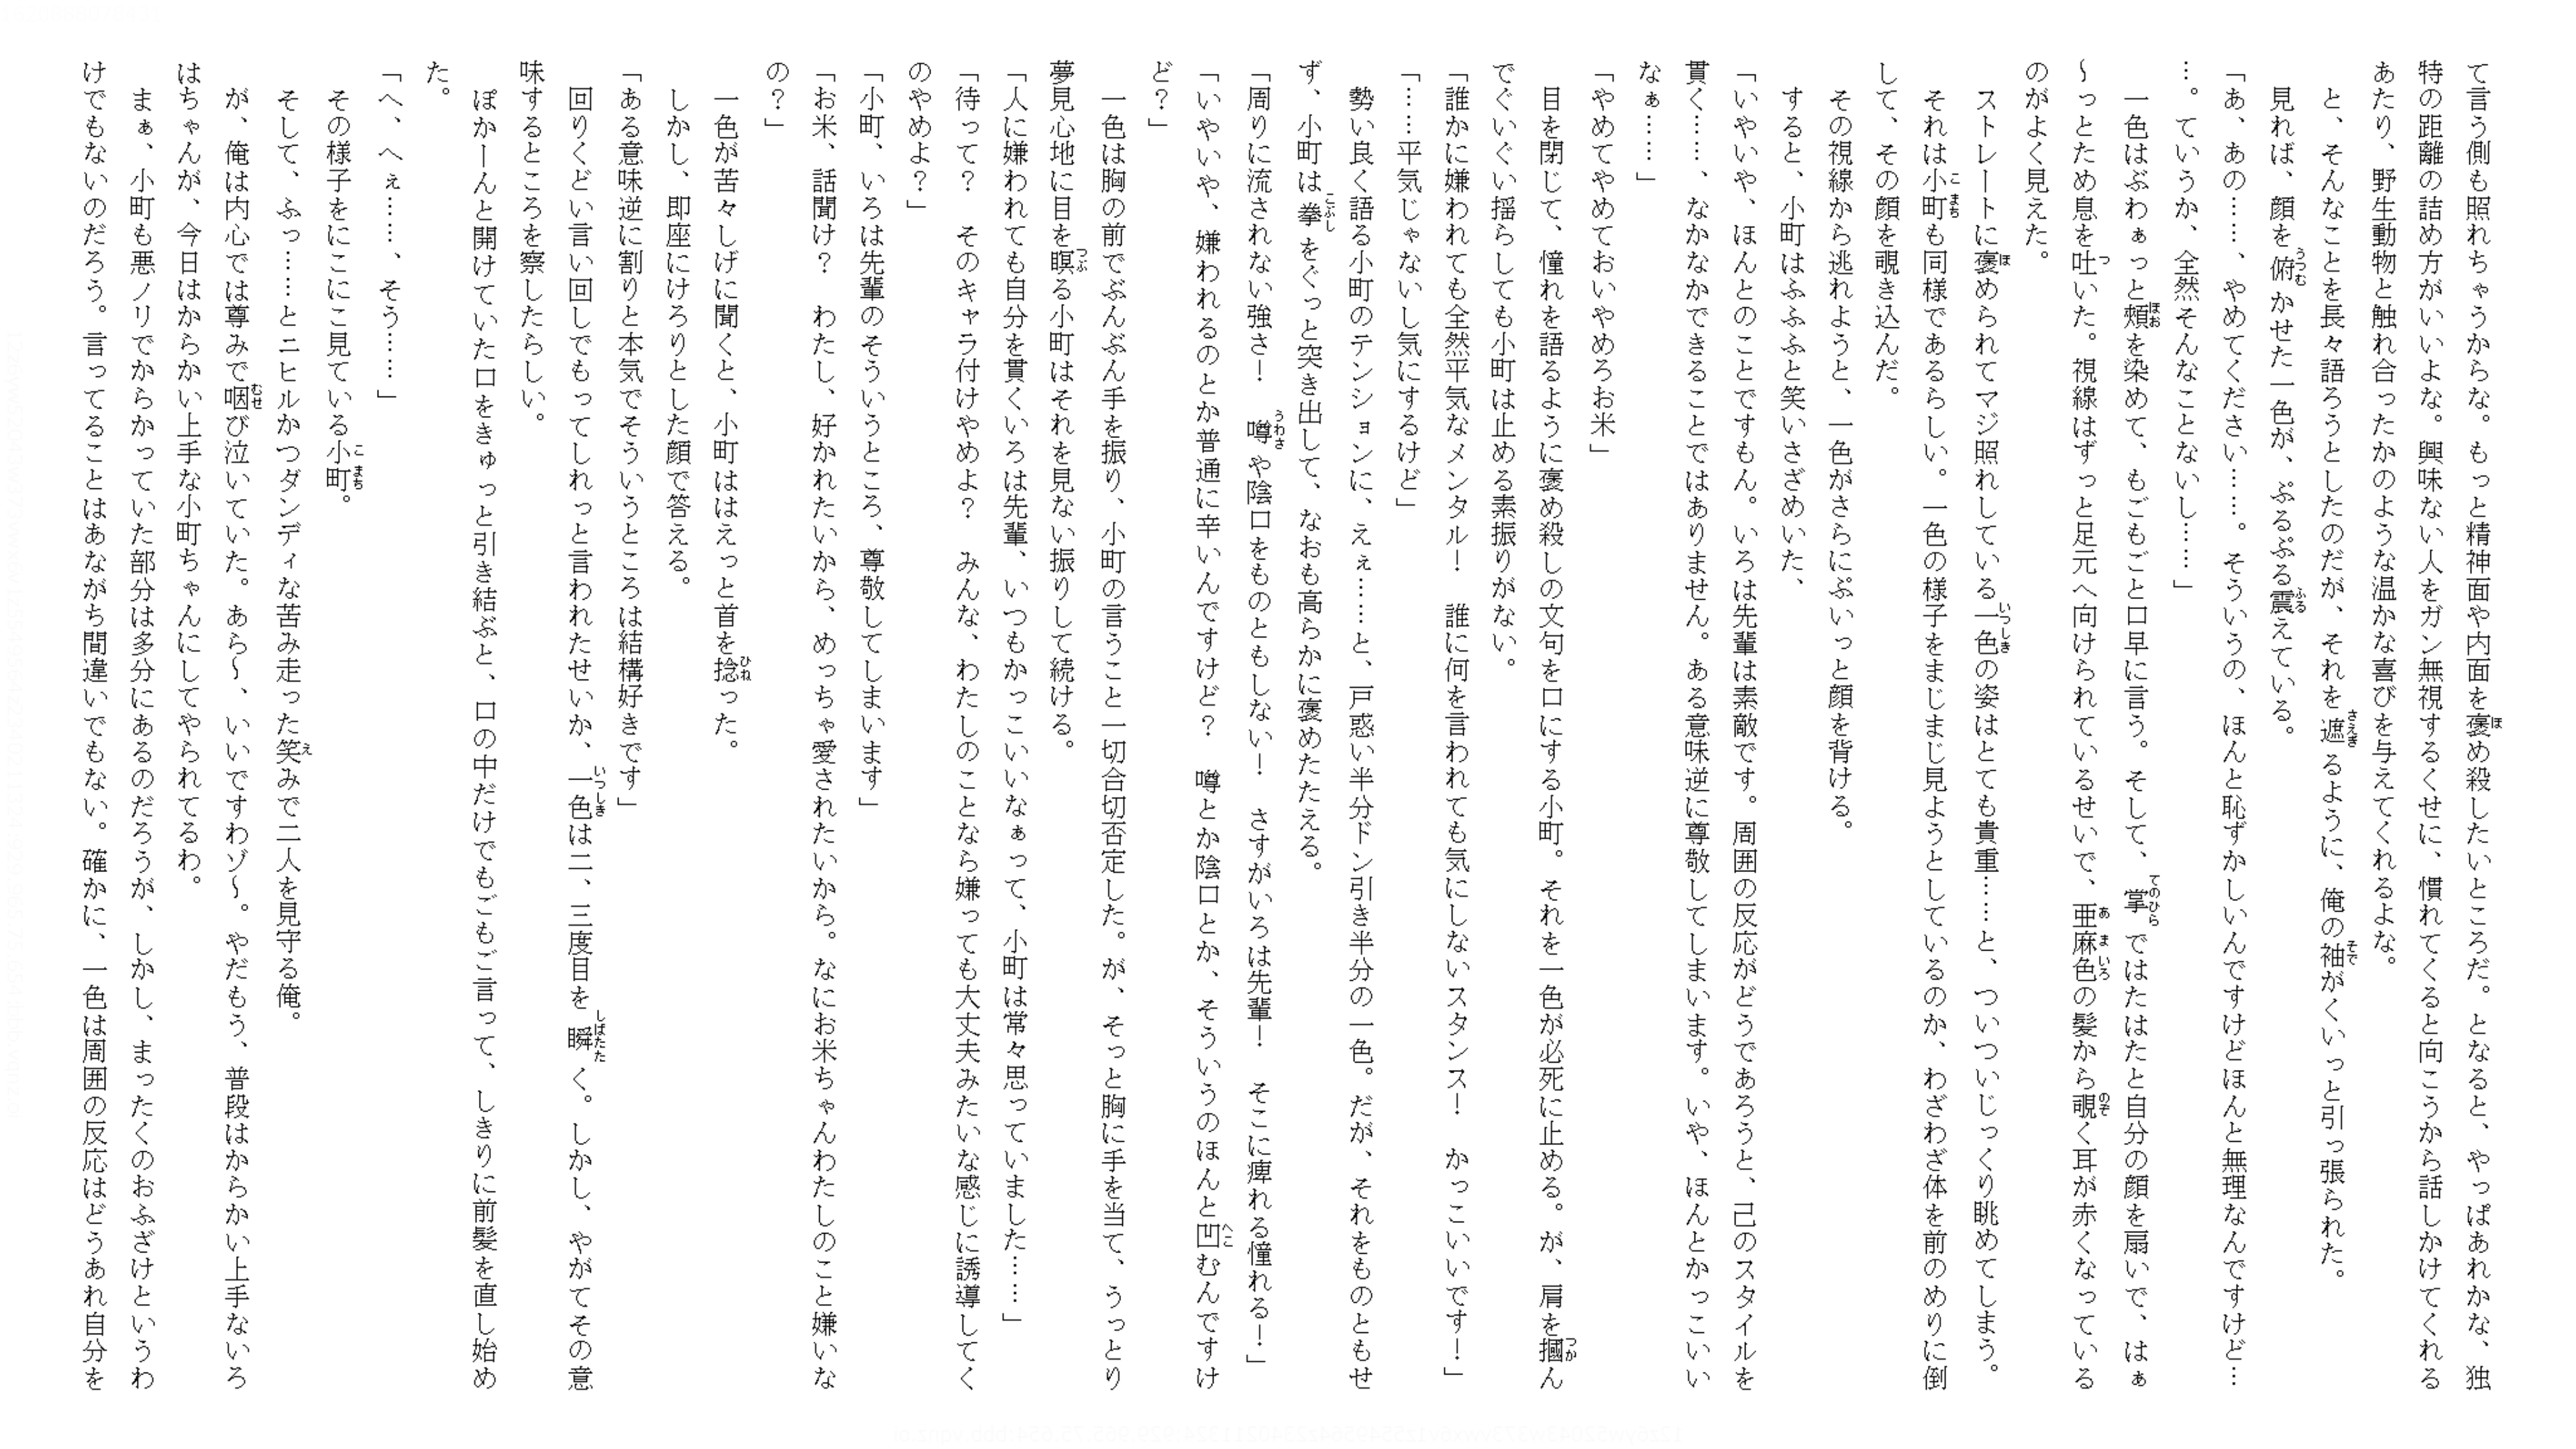 て言う側も照れちゃうからな。もっと精神面や内面を褒め殺したいところだ。となると、やっぱあれかな、独
特の距離の詰め方がいいよな。興味ない人をガン無視するくせに、慣れてくると向こうから話しかけてくれる
あたり、野生動物と触れ合ったかのような温かな喜びを与えてくれるよな。
と、そんなことを長々語ろうとしたのだが、それを遮るように、俺の袖がくいっと引っ張られた。
見れば、顔を俯かせた一色が、ぷるぷる震えている。
「あ、あの……、やめてください……。そういうの、ほんと恥ずかしいんですけどほんと無理なんですけど…
…。ていうか、全然そんなことないし……」
一色はぶわぁっと頬を染めて、もごもごと口早に言う。そして、掌ではたはたと自分の顔を扇いで、はぁ
〜っとため息を吐いた。視線はずっと足元へ向けられているせいで、亜麻色の髪から覗く耳が赤くなっている
のがよく見えた。
ストレートに褒められてマジ照れしている一色の姿はとても貴重……と、ついついじっくり眺めてしまう。
それは小町も同様であるらしい。一色の様子をまじまじ見ようとしているのか、わざわざ体を前のめりに倒
して、その顔を覗き込んだ。
その視線から逃れようと、一色がさらにぷいっと顔を背ける。
すると、小町はふふふと笑いさざめいた、
「いやいや、ほんとのことですもん。いろは先輩は素敵です。周囲の反応がどうであろうと、己のスタイルを
貫く……、なかなかできることではありません。ある意味逆に尊敬してしまいます。いや、ほんとかっこいい
なぁ……」
「やめてやめておいやめろお米」
目を閉じて、憧れを語るように褒め殺しの文句を口にする小町。それを一色が必死に止める。が、肩を摑ん
でぐいぐい揺らしても小町は止める素振りがない。
「誰かに嫌われても全然平気なメンタル！　誰に何を言われても気にしないスタンス！　かっこいいです！」
「……平気じゃないし気にするけど」
勢い良く語る小町のテンションに、えぇ……と、戸惑い半分ドン引き半分の一色。だが、それをものともせ
ず、小町は拳をぐっと突き出して、なおも高らかに褒めたたえる。
「周りに流されない強さ！　噂や陰口をものともしない！　さすがいろは先輩！　そこに痺れる憧れる！」
「いやいや、嫌われるのとか普通に辛いんですけど？　噂とか陰口とか、そういうのほんと凹むんですけ
ど？」
一色は胸の前でぶんぶん手を振り、小町の言うこと一切合切否定した。が、そっと胸に手を当て、うっとり
夢見心地に目を瞑る小町はそれを見ない振りして続ける。
「人に嫌われても自分を貫くいろは先輩、いつもかっこいいなぁって、小町は常々思っていました……」
「待って？　そのキャラ付けやめよ？　みんな、わたしのことなら嫌っても大丈夫みたいな感じに誘導してく
のやめよ？」
「小町、いろは先輩のそういうところ、尊敬してしまいます」
「お米、話聞け？　わたし、好かれたいから、めっちゃ愛されたいから。なにお米ちゃんわたしのこと嫌いな
の？」
一色が苦々しげに聞くと、小町ははえっと首を捻った。
しかし、即座にけろりとした顔で答える。
「ある意味逆に割りと本気でそういうところは結構好きです」
回りくどい言い回しでもってしれっと言われたせいか、一色は二、三度目を瞬く。しかし、やがてその意
味するところを察したらしい。
ぽかーんと開けていた口をきゅっと引き結ぶと、口の中だけでもごもご言って、しきりに前髪を直し始め
た。
「へ、へぇ……、そう……」
その様子をにこにこ見ている小町。
そして、ふっ……とニヒルかつダンディな苦み走った笑みで二人を見守る俺。
が、俺は内心では尊みで咽び泣いていた。あら〜、いいですわゾ〜。やだもう、普段はからかい上手ないろ
はちゃんが、今日はからかい上手な小町ちゃんにしてやられてるわ。
まぁ、小町も悪ノリでからかっていた部分は多分にあるのだろうが、しかし、まったくのおふざけというわ
けでもないのだろう。言ってることはあながち間違いでもない。確かに、一色は周囲の反応はどうあれ自分を